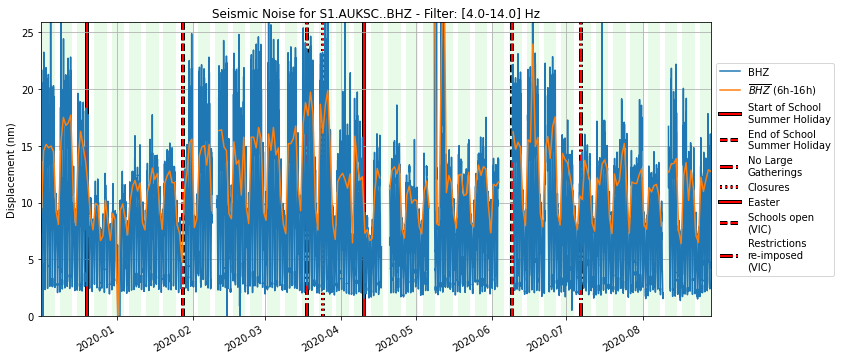 Seismic Noise for S1.AUKSC..BHZ - Filter: [4.0-14.0] Hz
Displacement (nm)
25
20
15
10
5
0
2020-01
2020-02
2020-03
2020-04
2020-05
2020-06
2020-07
2020-08
BHZ
BHZ (6h-16h)
Start of School
Summer Holiday
End of School
Summer Holiday
No Large
Gatherings
Closures
Easter
Schools open
(VIC)
Restrictions
re-imposed
(VIC)